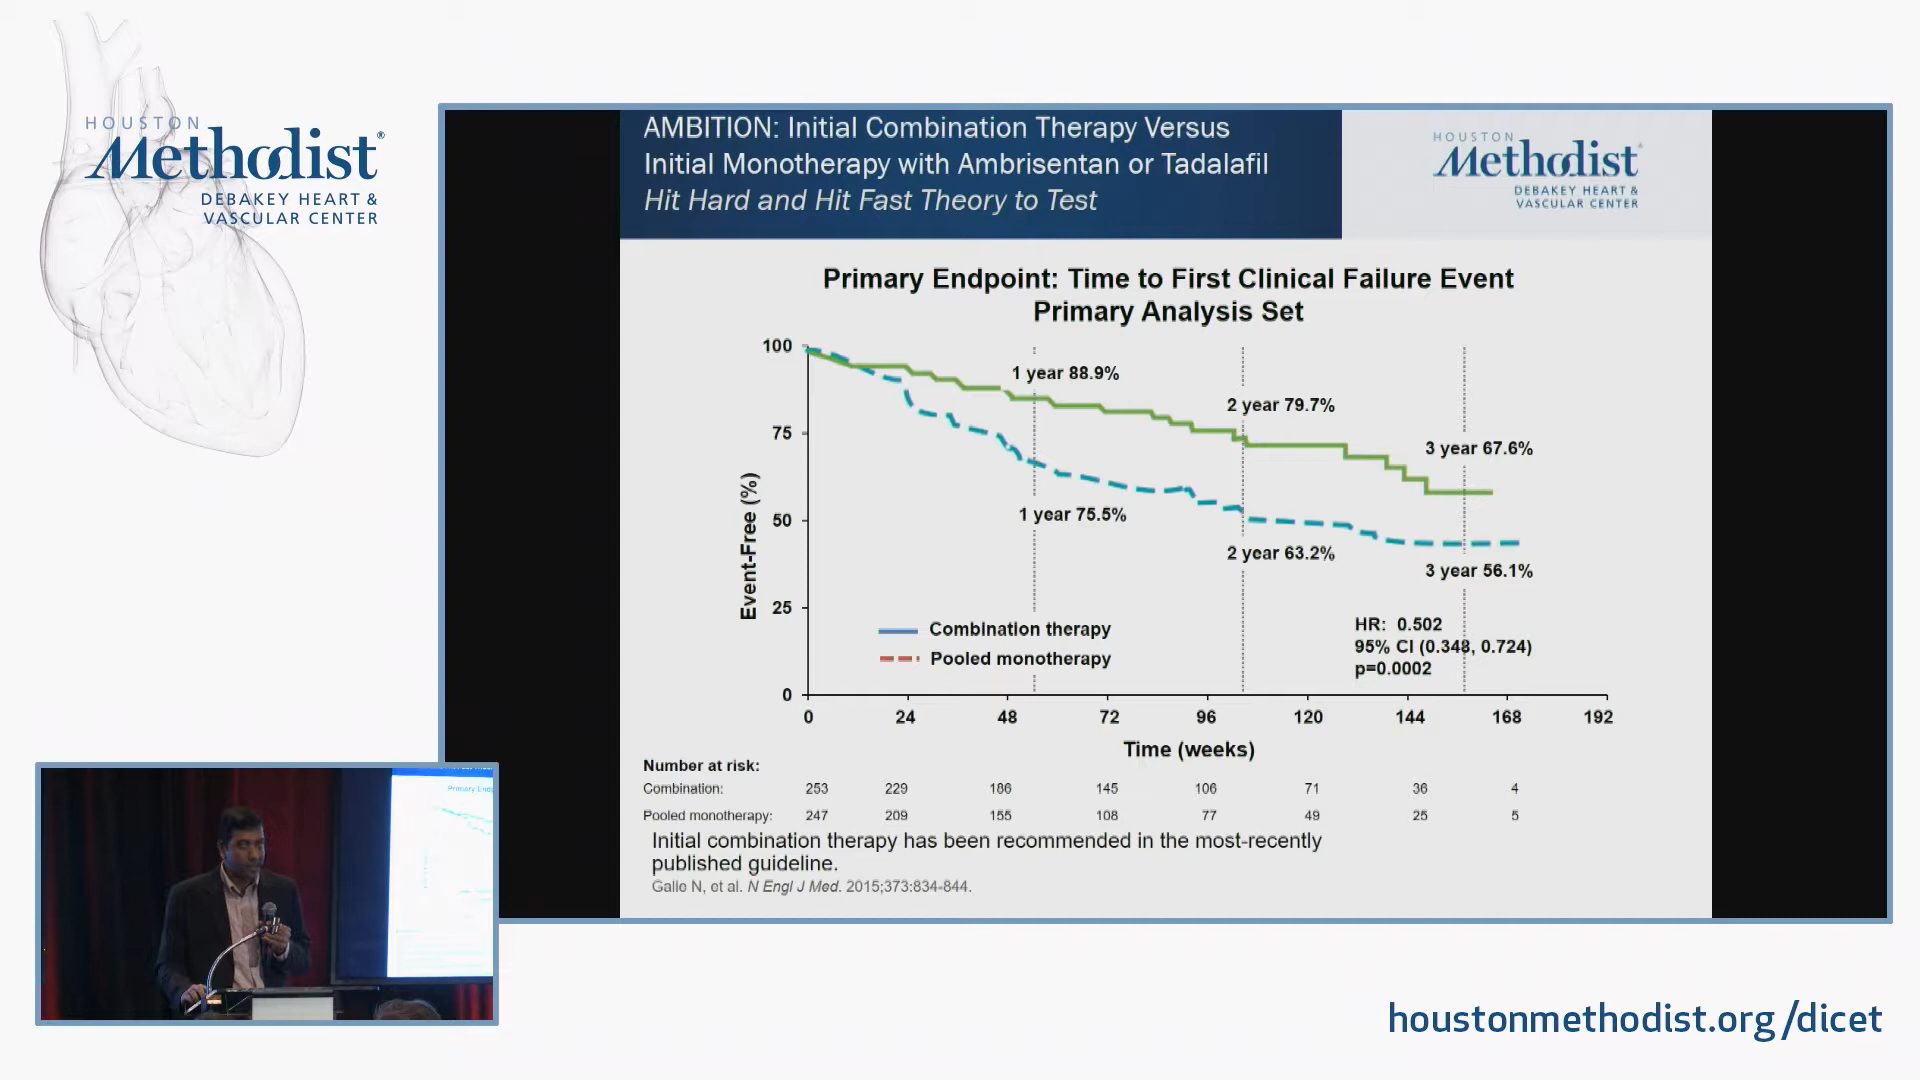 HOUSTON
Methodist®
DEBAKEY HEART &
VASCULAR CENTER
AMBITION: Initial Combination Therapy Versus
Initial Monotherapy with Ambrisentan or Tadalafil
Hit Hard and Hit Fast Theory to Test
HOUSTON
Methodist®
DEBAKEY HEART &
VASCULAR CENTER
Primary Endpoint: Time to First Clinical Failure Event
Primary Analysis Set
Event-Free (%)
100
75
50
25
0
1 year 88.9%
2 year 79.7%
3 year 67.6%
1 year 75.5%
2 year 63.2%
3 year 56.1%
Combination therapy
Pooled monotherapy
HR: 0.502
95% CI (0.348, 0.724)
p=0.0002
0 24 48 72 96 120 144 168 192
Time (weeks)
Number at risk:
Combination: 253 229 186 145 106 71 36 4
Pooled monotherapy: 247 209 155 108 77 49 25 5
Initial combination therapy has been recommended in the most-recently
published guideline.
Galie N, et al. N Engl J Med. 2015;373:834-844.
Primary Endp
houstonmethodist.org/dicet